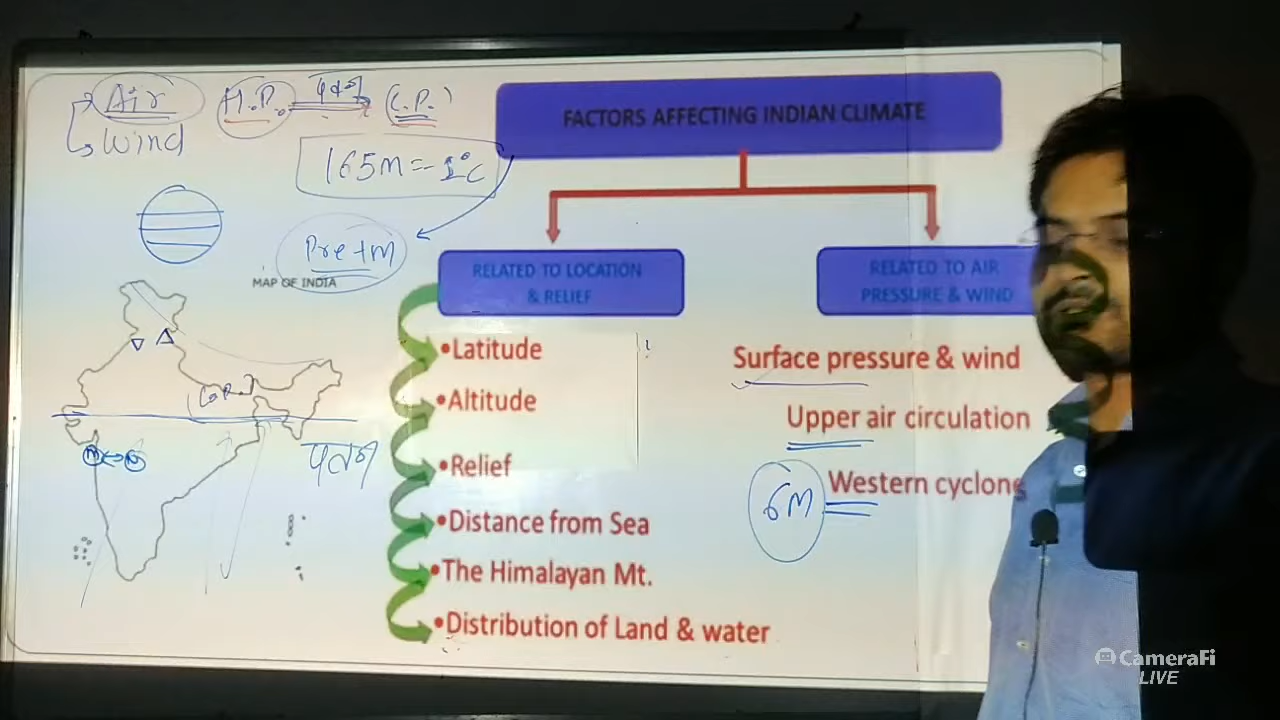 Air
Wind
H.P.
पवन
L.P.
165m = 1°C
Pre + M
MAP OF INDIA
L.P.
पवन
M
FACTORS AFFECTING INDIAN CLIMATE
RELATED TO LOCATION
& RELIEF
•Latitude
•Altitude
•Relief
•Distance from Sea
•The Himalayan Mt.
•Distribution of Land & water
RELATED TO AIR
PRESSURE & WIND
Surface pressure & wind
Upper air circulation
6M
Western cyclone
CameraFi
LIVE